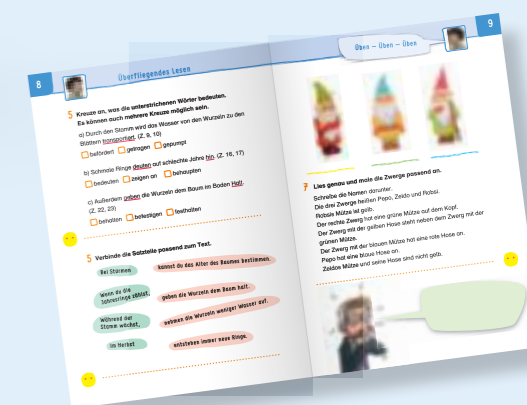 8
Überfliegendes Lesen
5 Kreuze an, was die unterstrichenen Wörter bedeuten.
Es können auch mehrere Kreuze möglich sein.
a) Durch den Stamm wird das Wasser von den Wurzeln zu den
Blättern transportiert. (Z. 9, 10)
befördert getragen gepumpt
b) Schmale Ringe deuten auf schlechte Jahre hin. (Z. 16, 17)
bedeuten zeigen an behaupten
c) Außerdem geben die Wurzeln dem Baum im Boden Halt.
(Z. 22, 23)
behalten befestigen festhalten
5 Verbinde die Satzteile passend zum Text.
Bei Stürmen
kannst du das Alter des Baumes bestimmen.
Wenn du die
Jahresringe zählst,
geben die Wurzeln dem Baum halt.
Während der
Stamm wächst,
nehmen die Wurzeln weniger Wasser auf.
Im Herbst
entstehen immer neue Ringe.
Üben – Üben – Üben
9
7 Lies genau und male die Zwerge passend an.
Schreibe die Namen darunter.
Die drei Zwerge heißen Pepo, Zeido und Robsi.
Robsis Mütze ist gelb.
Der rechte Zwerg hat eine grüne Mütze auf dem Kopf.
Der Zwerg mit der gelben Hose steht neben dem Zwerg mit der
grünen Mütze.
Der Zwerg mit der blauen Mütze hat eine rote Hose an.
Pepo hat eine blaue Hose an.
Zeidos Mütze und seine Hose sind nicht gelb.